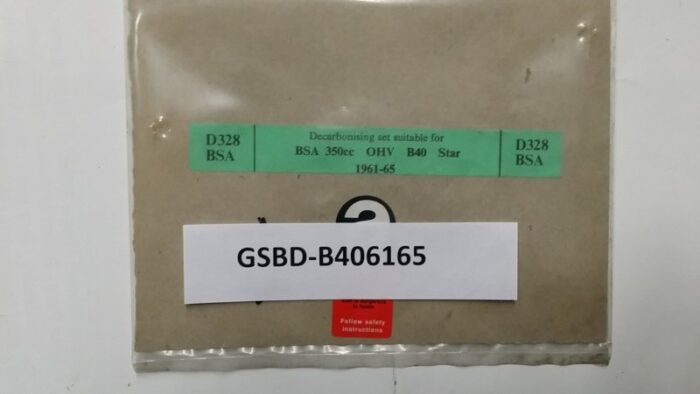 D328
BSA
Decarbonising set suitable for
BSA 350cc OHV B40 Star
1961-65
D328
BSA
GSBD-B406165
Follow safety
instructions